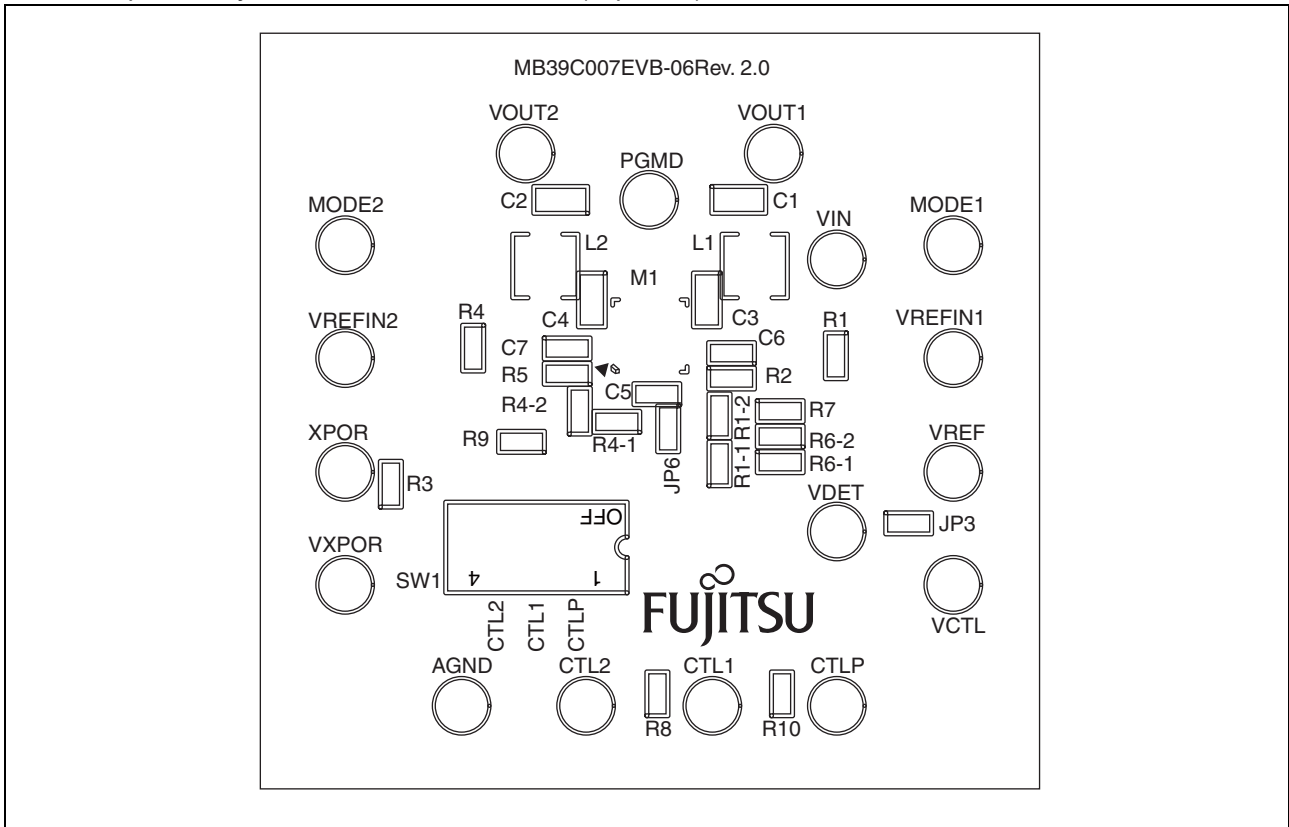 MB39C007EVB-06Rev. 2.0
VOUT2
VOUT1
PGMD
C2
C1
MODE2
VIN
MODE1
L2
L1
M1
R4
C4
C3
R1
VREFIN2
VREFIN1
C7
C6
R5
R2
C5
R4-2
R1-2
R7
XPOR
R9
R4-1
R6-2
VREF
JP6
R1-1
R6-1
R3
VDET
OFF
JP3
VXPOR
SW1
4
1
CTL2
CTL1
CTLP
FUJITSU
VCTL
AGND
CTL2
CTL1
CTLP
R8
R10